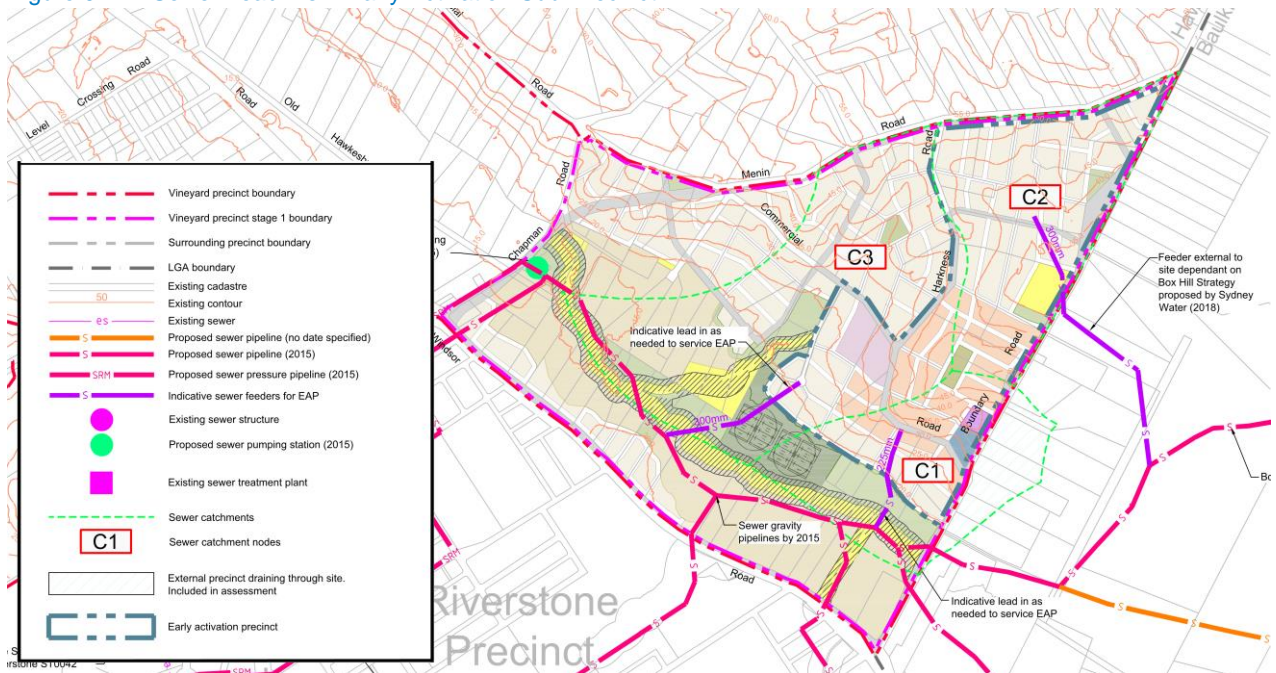 Level Crossing Road
Road
Old
Hawkesb
Road
Road
Menin
Road
Road
Commercial
Harkness
Chapman
Windsor
Road
Boundary
Road
Road
C2
C3
C1
300mm
300mm
225mm
Feeder external to
site dependant on
Box Hill Strategy
proposed by Sydney
Water (2018)
Indicative lead in as
needed to service EAP
Sewer gravity
pipelines by 2015
Indicative lead in as
needed to service EAP
Riverstone
Precinct
SRM
SRM
Vineyard precinct boundary
Vineyard precinct stage 1 boundary
Surrounding precinct boundary
LGA boundary
Existing cadastre
50
Existing contour
es
Existing sewer
S
Proposed sewer pipeline (no date specified)
S
Proposed sewer pipeline (2015)
SRM
Proposed sewer pressure pipeline (2015)
S
Indicative sewer feeders for EAP
Existing sewer structure
Proposed sewer pumping station (2015)
Existing sewer treatment plant
Sewer catchments
C1
Sewer catchment nodes
External precinct draining through site.
Included in assessment
Early activation precinct